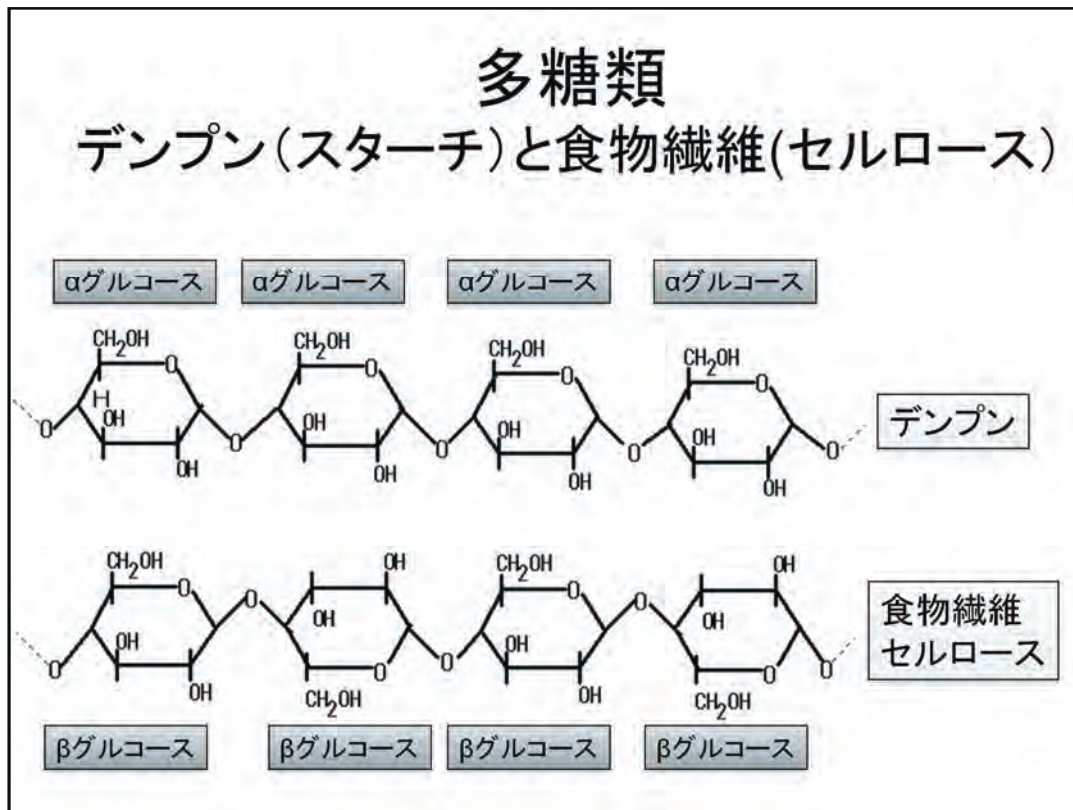 多糖類
デンプン（スターチ）と食物繊維(セルロース）
αグルコース αグルコース αグルコース αグルコース
CH2OH CH2OH CH2OH CH2OH
O O O O
H
OH OH OH OH
O O O O O
OH OH OH OH
デンプン
CH2OH OH CH2OH OH
O O O O
OH OH OH OH
O O O O O
OH CH2OH OH CH2OH
食物繊維
セルロース
βグルコース βグルコース βグルコース βグルコース